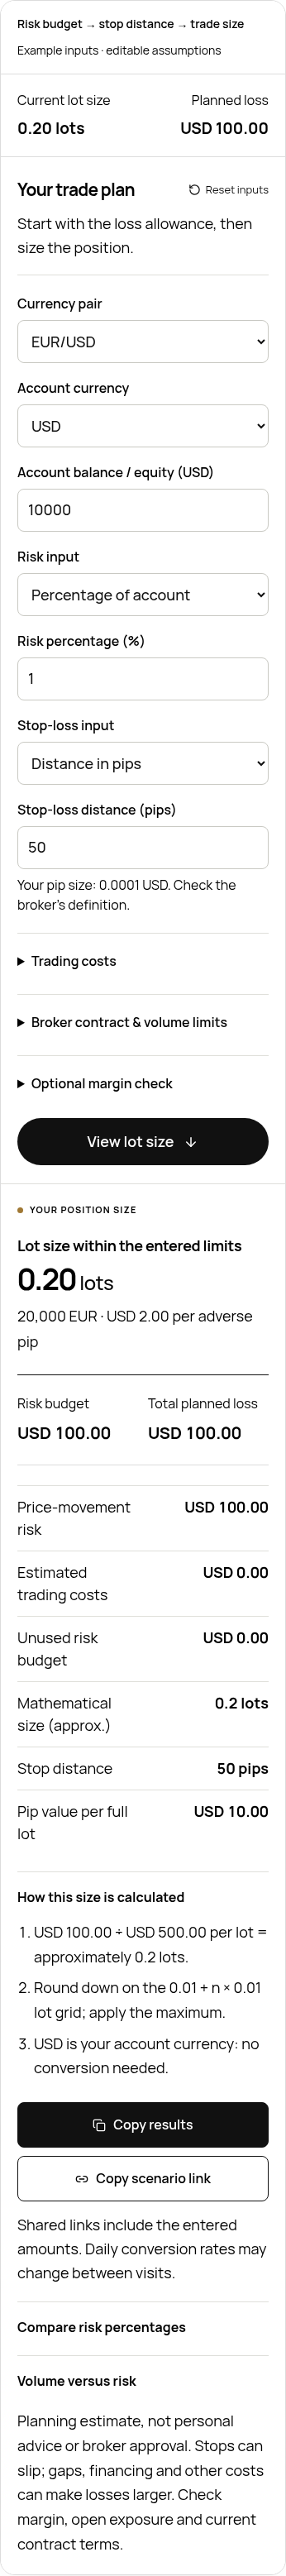 Risk budget → stop distance → trade size
Example inputs · editable assumptions
Current lot size
Planned loss
0.20 lots
USD 100.00
Your trade plan
Reset inputs
Start with the loss allowance, then
size the position.
Currency pair
EUR/USD
Account currency
USD
Account balance / equity (USD)
10000
Risk input
Percentage of account
Risk percentage (%)
1
Stop-loss input
Distance in pips
Stop-loss distance (pips)
50
Your pip size: 0.0001 USD. Check the
broker's definition.
Trading costs
Broker contract & volume limits
Optional margin check
View lot size ↓
YOUR POSITION SIZE
Lot size within the entered limits
0.20 lots
20,000 EUR · USD 2.00 per adverse
pip
Risk budget
Total planned loss
USD 100.00
USD 100.00
Price-movement
risk
USD 100.00
Estimated
trading costs
USD 0.00
Unused risk
budget
USD 0.00
Mathematical
size (approx.)
0.2 lots
Stop distance
50 pips
Pip value per full
lot
USD 10.00
How this size is calculated
1. USD 100.00 ÷ USD 500.00 per lot =
approximately 0.2 lots.
2. Round down on the 0.01 + n × 0.01
lot grid; apply the maximum.
3. USD is your account currency: no
conversion needed.
Copy results
Copy scenario link
Shared links include the entered
amounts. Daily conversion rates may
change between visits.
Compare risk percentages
Volume versus risk
Planning estimate, not personal
advice or broker approval. Stops can
slip; gaps, financing and other costs
can make losses larger. Check
margin, open exposure and current
contract terms.